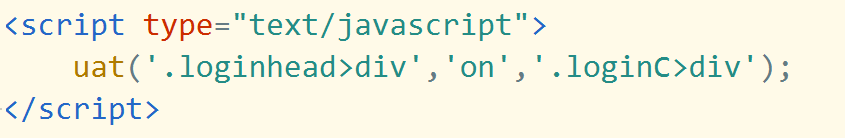 <script type="text/javascript">
    uat('.loginhead>div','on','.loginC>div');
</script>